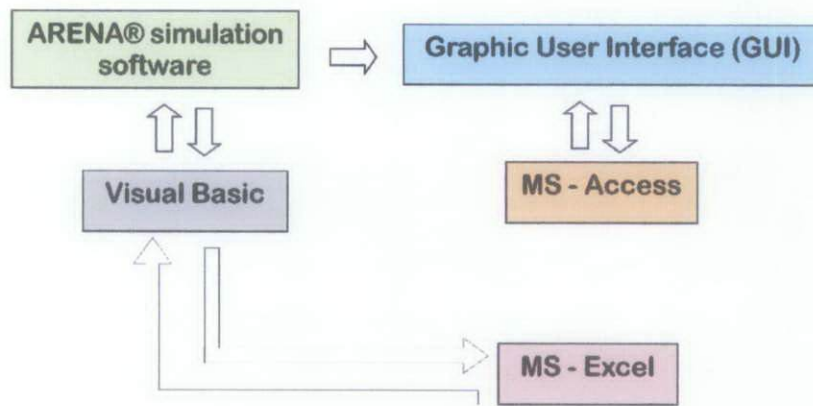 ARENA® simulation
software
Graphic User Interface (GUI)
Visual Basic
MS - Access
MS - Excel